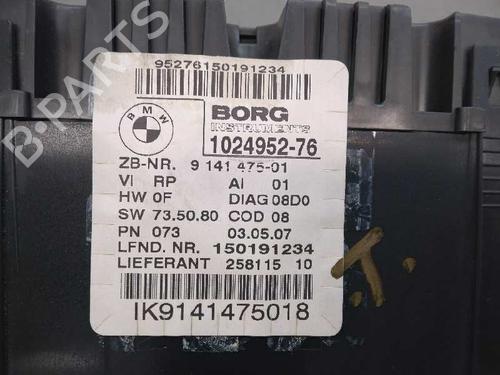 95276150191234
BMW
BORG
INSTRUMENTS
1024952-76
ZB-NR. 9 141 475-01
VI RP AI 01
HW 0F DIAG 08D0
SW 73.50.80 COD 08
PN 073 03.05.07
LFND. NR. 150191234
LIEFERANT 258115 10
IK9141475018
B-PARTS